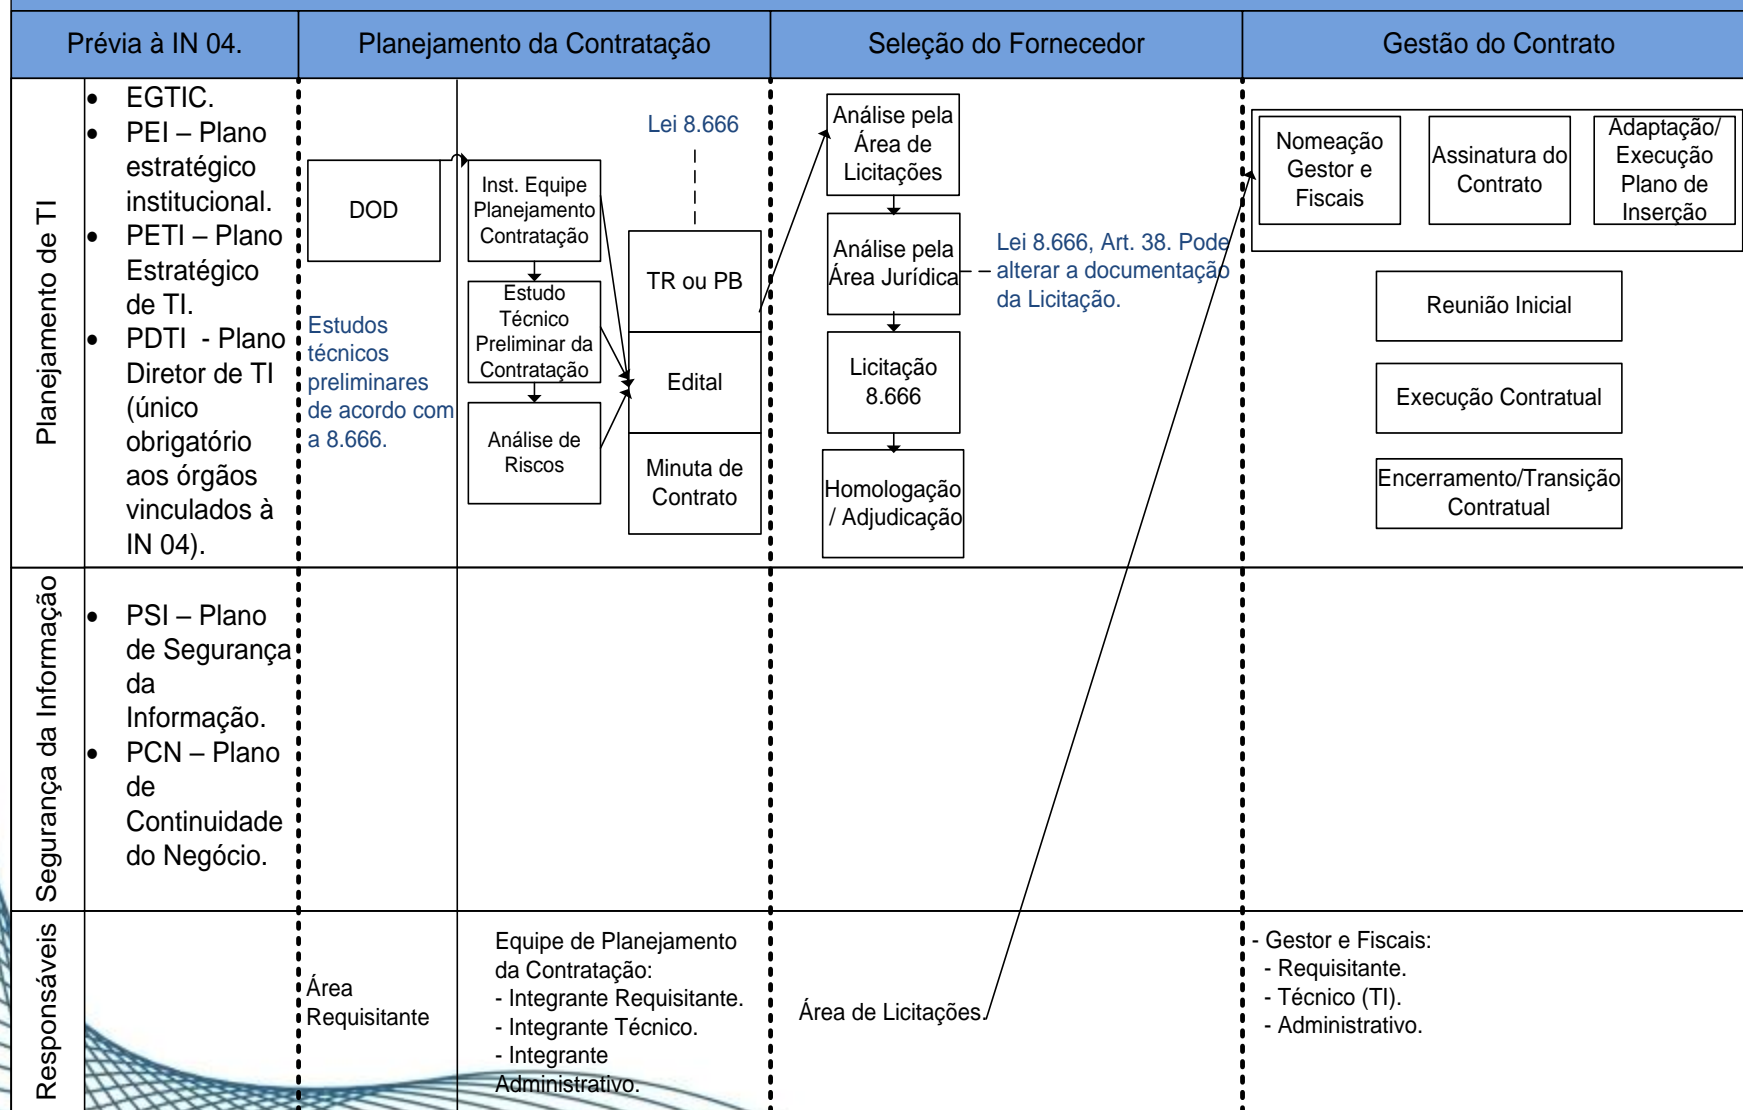 Prévia à IN 04.
Planejamento da Contratação
Seleção do Fornecedor
Gestão do Contrato
Planejamento de TI
• EGTIC.
• PEI – Plano
estratégico
institucional.
• PETI – Plano
Estratégico
de TI.
• PDTI - Plano
Diretor de TI
(único
obrigatório
aos órgãos
vinculados à
IN 04).
DOD
Estudos
técnicos
preliminares
de acordo com
a 8.666.
Inst. Equipe
Planejamento
Contratação
Estudo
Técnico
Preliminar da
Contratação
Análise de
Riscos
Lei 8.666
TR ou PB
Edital
Minuta de
Contrato
Análise pela
Área de
Licitações
Análise pela
Área Jurídica
Licitação
8.666
Homologação
/ Adjudicação
Lei 8.666, Art. 38. Pode
alterar a documentação
da Licitação.
Nomeação
Gestor e
Fiscais
Assinatura do
Contrato
Adaptação/
Execução
Plano de
Inserção
Reunião Inicial
Execução Contratual
Encerramento/Transição
Contratual
Segurança da Informação
• PSI – Plano
de Segurança
da
Informação.
• PCN – Plano
de
Continuidade
do Negócio.
Responsáveis
Área
Requisitante
Equipe de Planejamento
da Contratação:
- Integrante Requisitante.
- Integrante Técnico.
- Integrante
Administrativo.
Área de Licitações.
- Gestor e Fiscais:
- Requisitante.
- Técnico (TI).
- Administrativo.